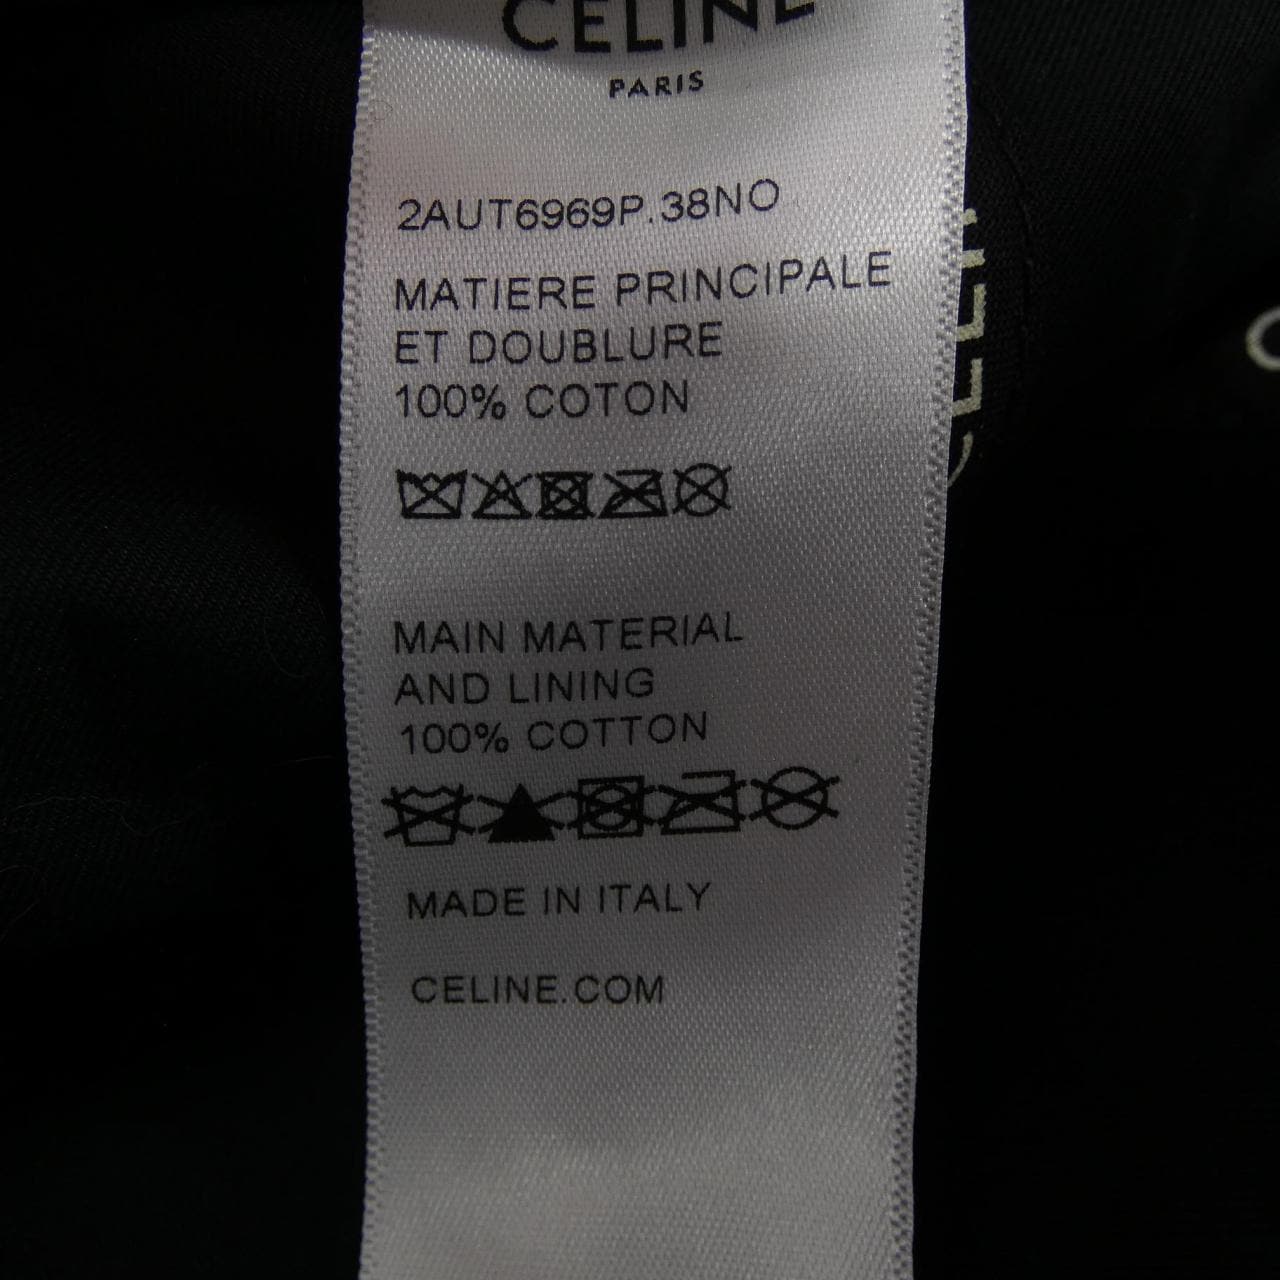 CELINE
PARIS
2AUT6969P.38NO
MATIERE PRINCIPALE
ET DOUBLURE
100% COTON
MAIN MATERIAL
AND LINING
100% COTTON
MADE IN ITALY
CELINE.COM